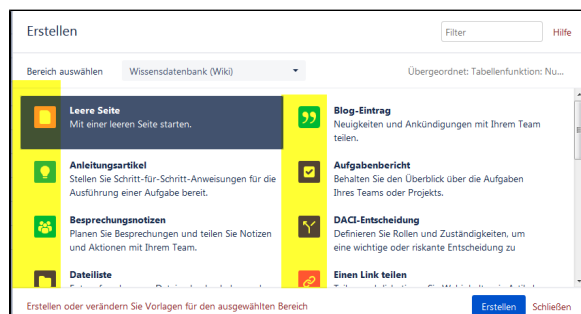 Erstellen
Filter
Hilfe
Bereich auswählen
Wissensdatenbank (Wiki)
Übergeordnet: Tabellenfunktion: Nu...
Leere Seite
Mit einer leeren Seite starten.
Blog-Eintrag
Neuigkeiten und Ankündigungen mit Ihrem Team
teilen.
Anleitungsartikel
Stellen Sie Schritt-für-Schritt-Anweisungen für die
Ausführung einer Aufgabe bereit.
Aufgabenbericht
Behalten Sie den Überblick über die Aufgaben
Ihres Teams oder Projekts.
Besprechungsnotizen
Planen Sie Besprechungen und teilen Sie Notizen
und Aktionen mit Ihrem Team.
DACI-Entscheidung
Definieren Sie Rollen und Zuständigkeiten, um
eine wichtige oder riskante Entscheidung zu
Dateiliste
Einen Link teilen
Erstellen oder verändern Sie Vorlagen für den ausgewählten Bereich
Erstellen
Schließen